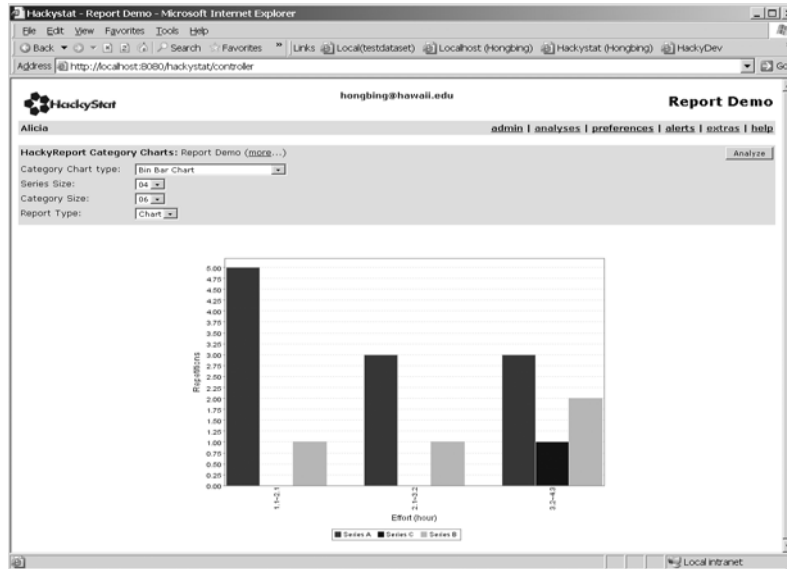 Hackystat - Report Demo - Microsoft Internet Explorer
File Edit View Favorites Tools Help
Back Search Favorites » Links Local(testdataset) Localhost (Hongbing) Hackystat (Hongbing) HackyDev
Address http://localhost:8080/hackystat/controller Go
HackyStat hongbing@hawaii.edu Report Demo
Alicia admin | analyses | preferences | alerts | extras | help
HackyReport Category Charts: Report Demo (more...) Analyze
Category Chart type: Bin Bar Chart
Series Size: 04
Category Size: 06
Report Type: Chart
5.00
4.75
4.50
4.25
4.00
3.75
3.50
3.25
3.00
2.75
2.50
2.25
2.00
1.75
1.50
1.25
1.00
0.75
0.50
0.25
0.00
Repetitions
1.1~2.1 2.1~3.2 3.2~4.3
Effort (hour)
Series A Series C Series B
Local intranet